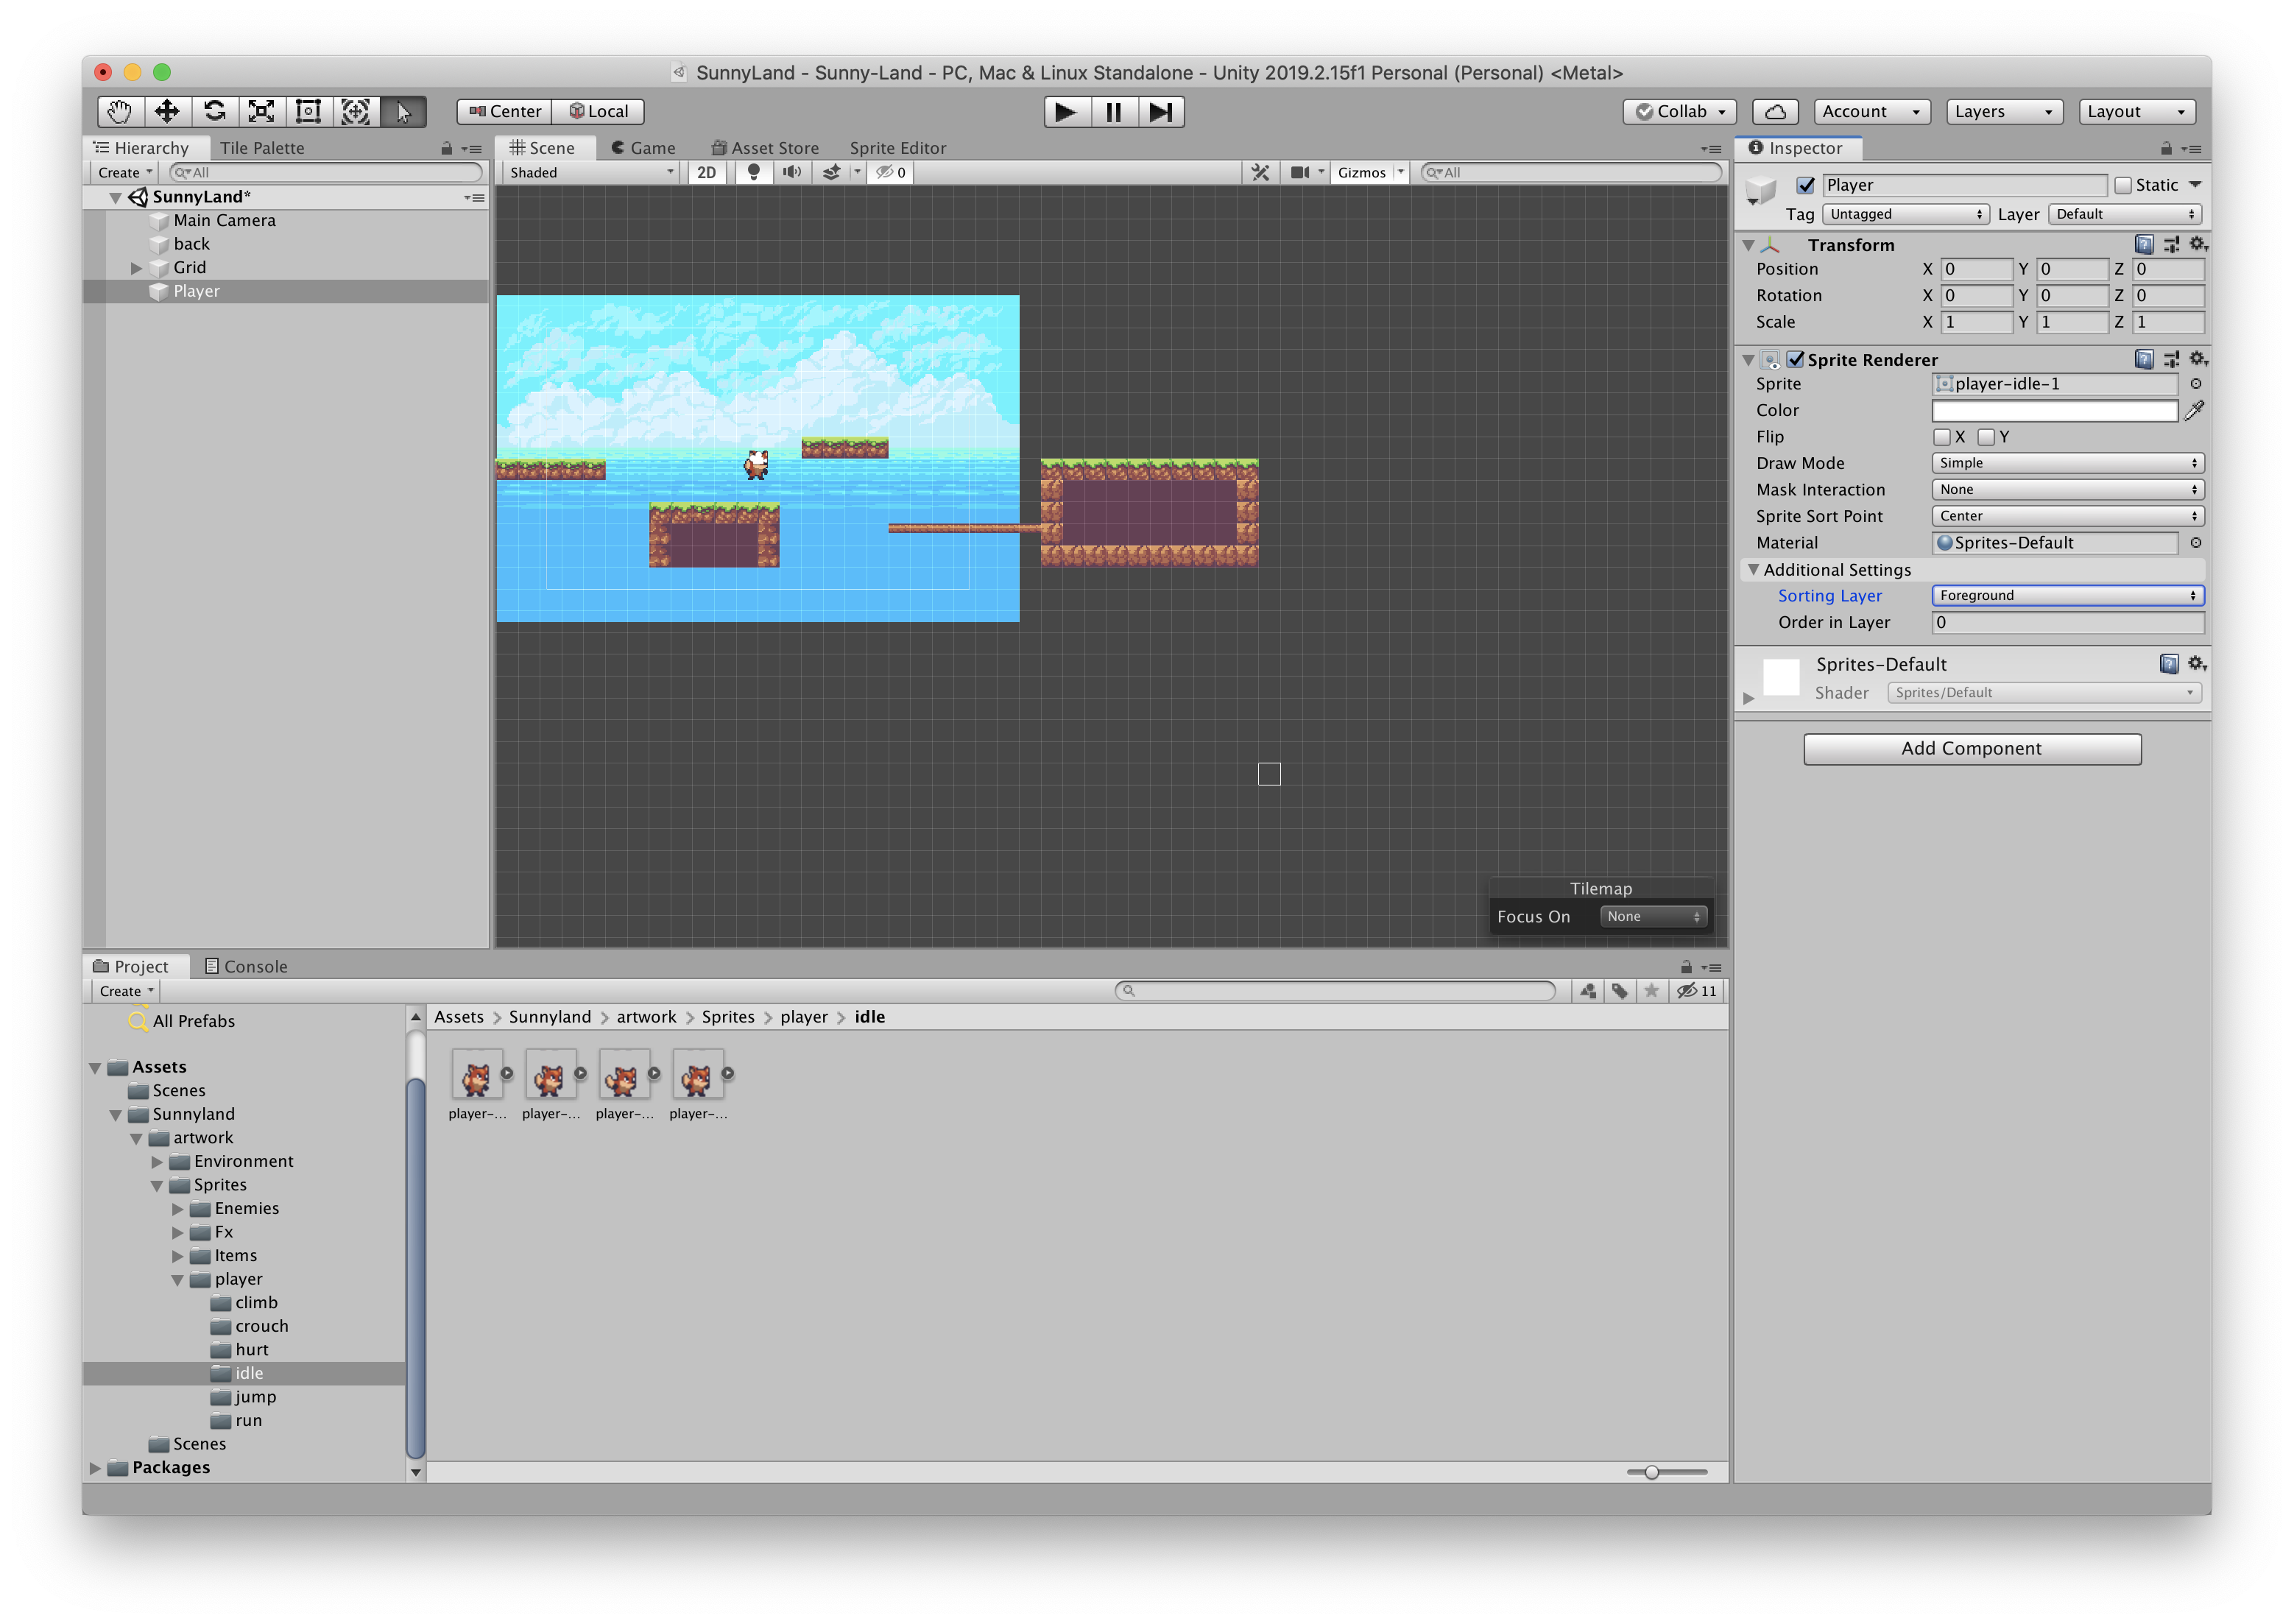 SunnyLand - Sunny-Land - PC, Mac & Linux Standalone - Unity 2019.2.15f1 Personal (Personal) <Metal>
Center Local Collab Account Layers Layout
Hierarchy Tile Palette
Create All
SunnyLand*
Main Camera
back
Grid
Player
Scene Game Asset Store Sprite Editor
Shaded 2D 0 Gizmos All
Tilemap
Focus On None
Inspector
Player Static
Tag Untagged Layer Default
Transform
Position X 0 Y 0 Z 0
Rotation X 0 Y 0 Z 0
Scale X 1 Y 1 Z 1
Sprite Renderer
Sprite player-idle-1
Color
Flip X Y
Draw Mode Simple
Mask Interaction None
Sprite Sort Point Center
Material Sprites-Default
Additional Settings
Sorting Layer Foreground
Order in Layer 0
Sprites-Default
Shader Sprites/Default
Add Component
Project Console
Create 11
All Prefabs
Assets
Scenes
Sunnyland
artwork
Environment
Sprites
Enemies
Fx
Items
player
climb
crouch
hurt
idle
jump
run
Scenes
Packages
Assets > Sunnyland > artwork > Sprites > player > idle
player-... player-... player-... player-...